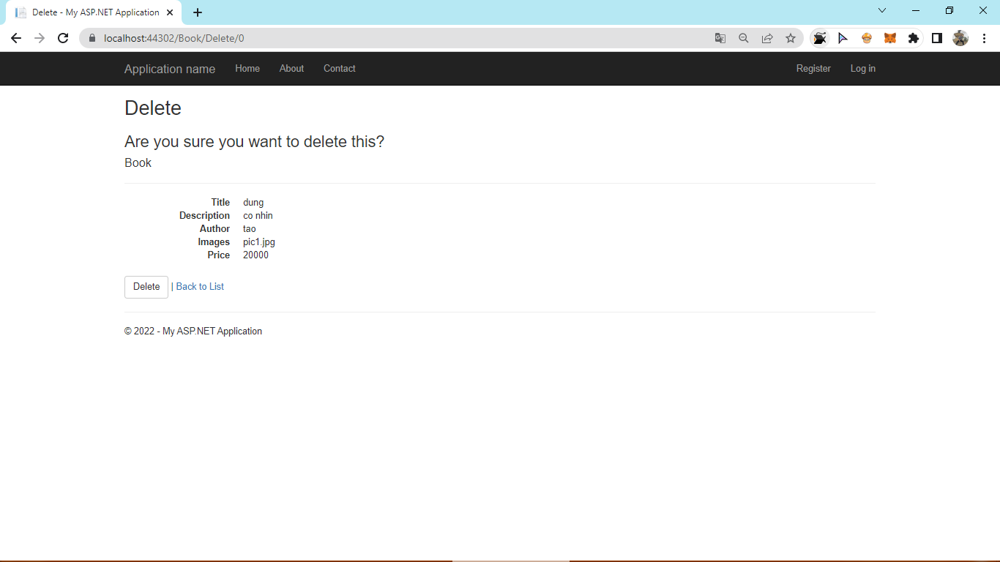 Delete - My ASP.NET Application
localhost:44302/Book/Delete/0
Application name Home About Contact Register Log in
Delete
Are you sure you want to delete this?
Book
Title dung
Description co nhin
Author tao
Images pic1.jpg
Price 20000
Delete | Back to List
© 2022 - My ASP.NET Application